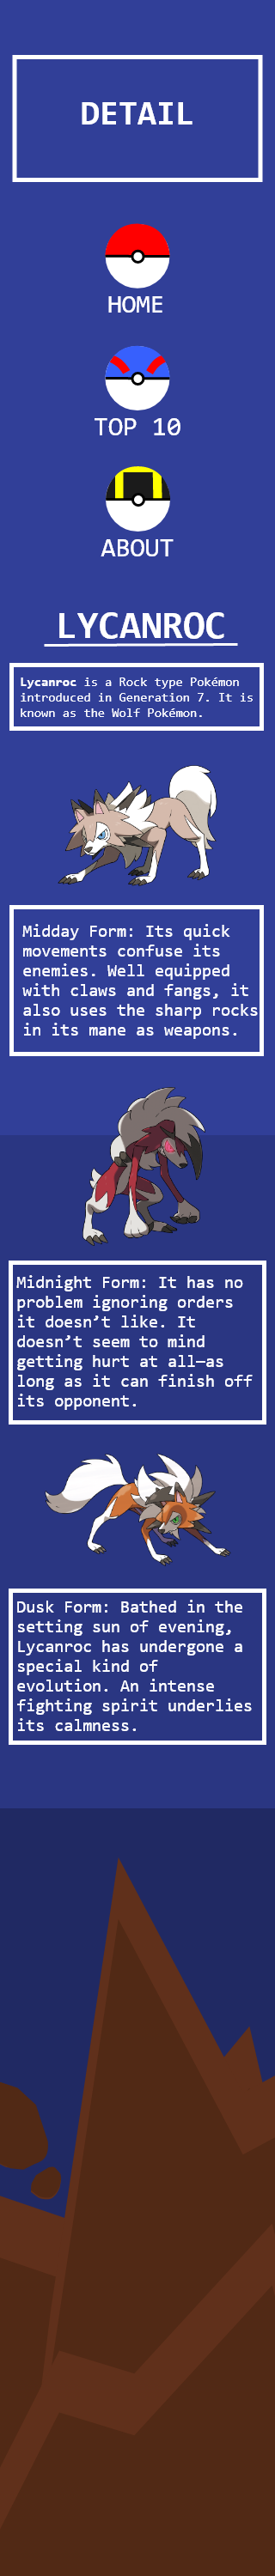 DETAIL
HOME
TOP 10
ABOUT
LYCANROC
Lycanroc is a Rock type Pokémon
introduced in Generation 7. It is
known as the Wolf Pokémon.
Midday Form: Its quick
movements confuse its
enemies. Well equipped
with claws and fangs, it
also uses the sharp rocks
in its mane as weapons.
Midnight Form: It has no
problem ignoring orders
it doesn’t like. It
doesn’t seem to mind
getting hurt at all—as
long as it can finish off
its opponent.
Dusk Form: Bathed in the
setting sun of evening,
Lycanroc has undergone a
special kind of
evolution. An intense
fighting spirit underlies
its calmness.